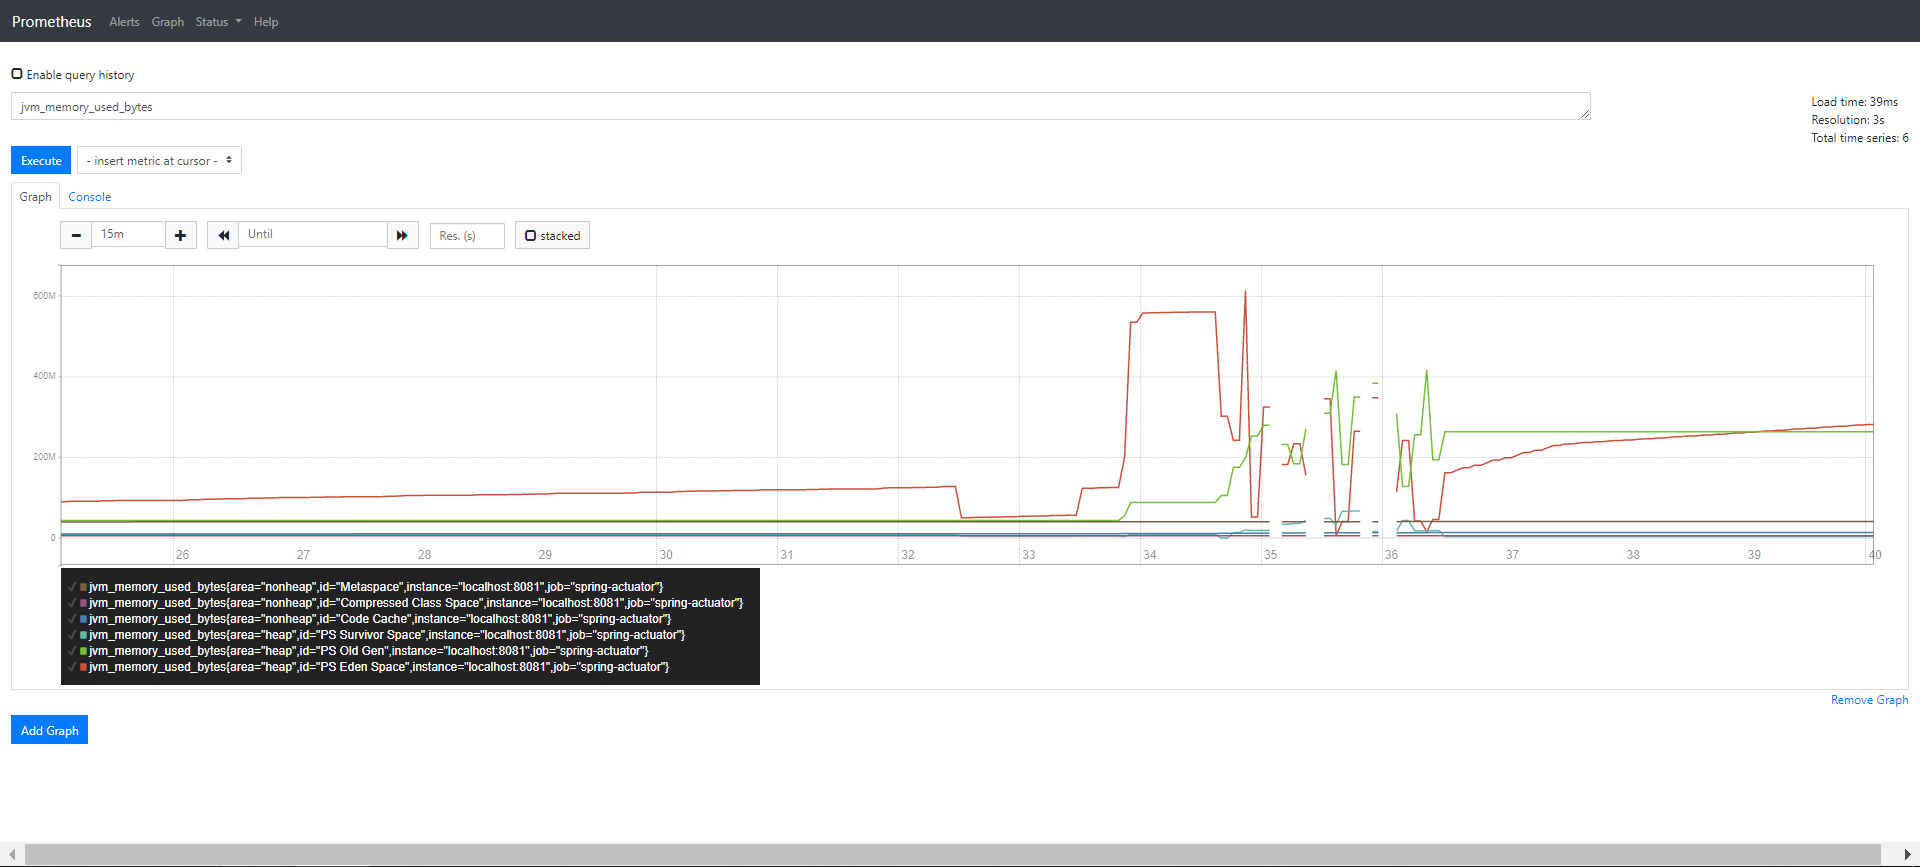 Prometheus Alerts Graph Status Help
Enable query history
jvm_memory_used_bytes
Load time: 39ms
Resolution: 3s
Total time series: 6
Execute - insert metric at cursor -
Graph Console
15m Until Res. (s) stacked
600M
400M
200M
0
26 27 28 29 30 31 32 33 34 35 36 37 38 39 40
✓ jvm_memory_used_bytes{area="nonheap",id="Metaspace",instance="localhost:8081",job="spring-actuator"}
✓ jvm_memory_used_bytes{area="nonheap",id="Compressed Class Space",instance="localhost:8081",job="spring-actuator"}
✓ jvm_memory_used_bytes{area="nonheap",id="Code Cache",instance="localhost:8081",job="spring-actuator"}
✓ jvm_memory_used_bytes{area="heap",id="PS Survivor Space",instance="localhost:8081",job="spring-actuator"}
✓ jvm_memory_used_bytes{area="heap",id="PS Old Gen",instance="localhost:8081",job="spring-actuator"}
✓ jvm_memory_used_bytes{area="heap",id="PS Eden Space",instance="localhost:8081",job="spring-actuator"}
Remove Graph
Add Graph